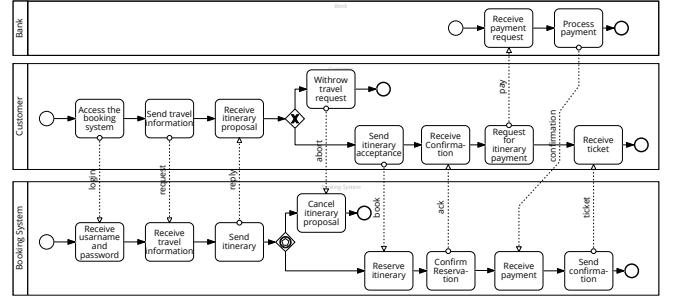 Bank
Bank
Receive
payment
request
Process
payment
pay
confirmation
Customer
Withrow
travel
request
Access the
booking
system
Send travel
information
Receive
itinerary
proposal
Send
itinerary
acceptance
Receive
Confirma-
tion
Request
for
itinerary
payment
Receive
ticket
login
request
reply
abort
book
ack
ticket
Booking System
Booking System
Cancel
itinerary
proposal
Receive
usarname
and
password
Receive
travel
information
Send
itinerary
Reserve
itinerary
Confirm
Reserva-
tion
Receive
payment
Send
confirma-
tion